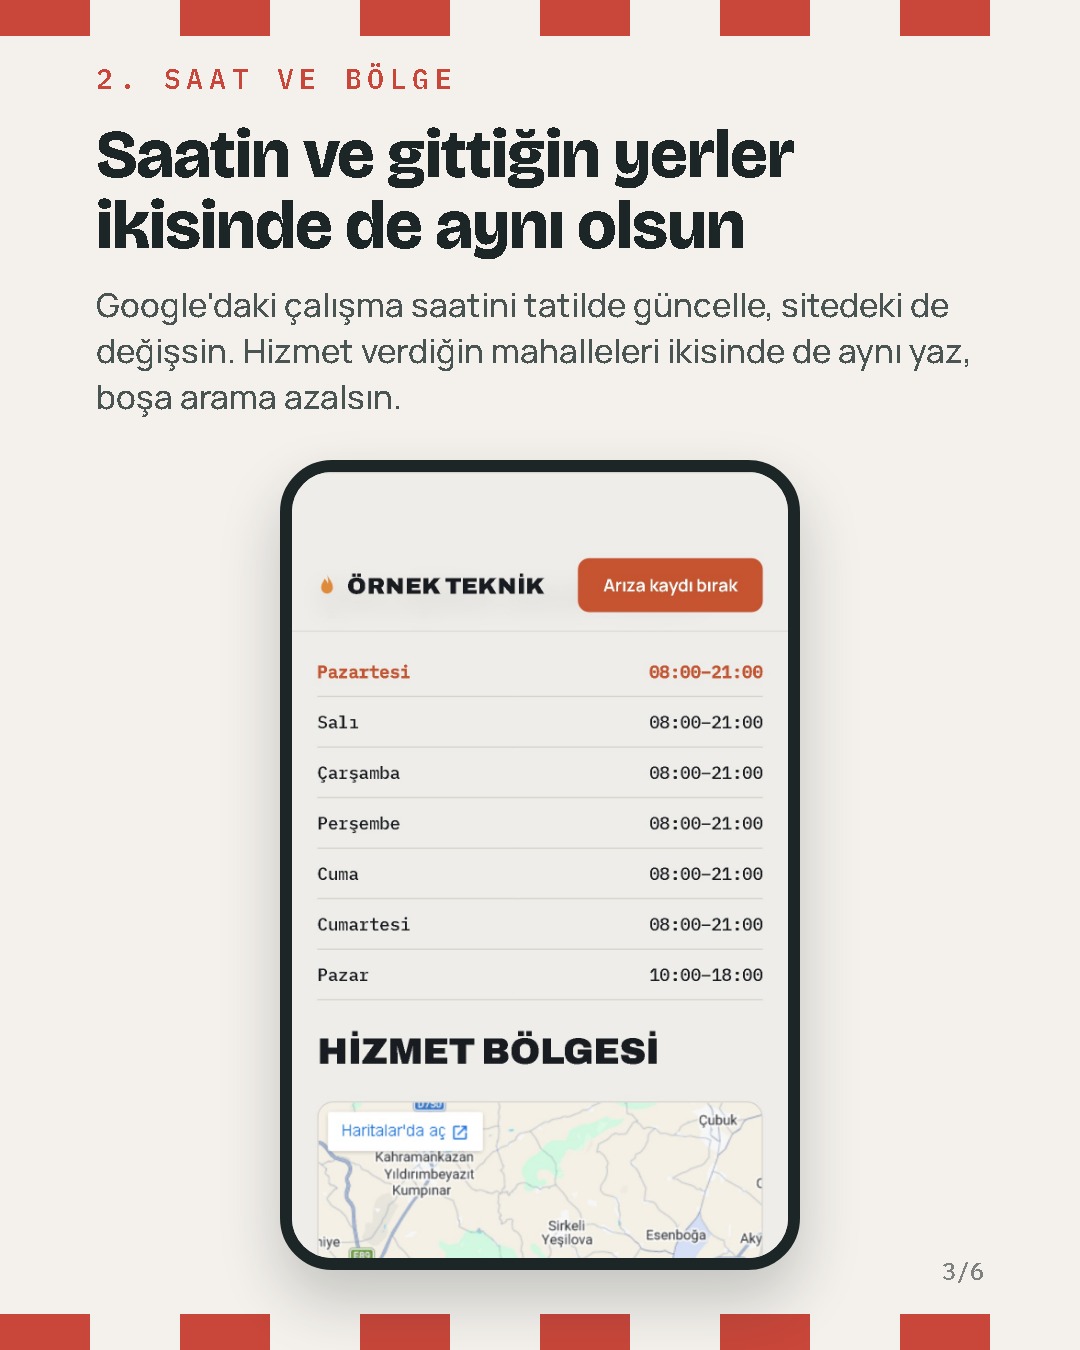 2. SAAT VE BÖLGE
Saatin ve gittiğin yerler
ikisinde de aynı olsun
Google'daki çalışma saatini tatilde güncelle, sitedeki de
değişsin. Hizmet verdiğin mahalleleri ikisinde de aynı yaz,
boşa arama azalsın.
ÖRNEK TEKNİK
Arıza kaydı bırak
Pazartesi 08:00–21:00
Salı 08:00–21:00
Çarşamba 08:00–21:00
Perşembe 08:00–21:00
Cuma 08:00–21:00
Cumartesi 08:00–21:00
Pazar 10:00–18:00
HİZMET BÖLGESİ
Haritalar'da aç
Çubuk
Kahramankazan
Yıldırımbeyazıt
Kumpınar
Sirkeli
Yeşilova
Esenboğa
3/6